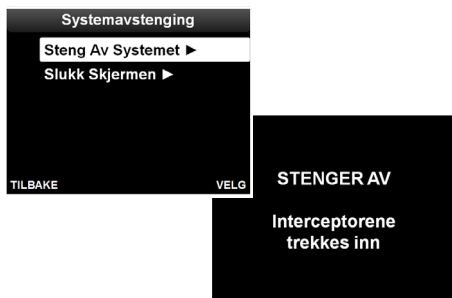 Systemavstenging
Steng Av Systemet ►
Slukk Skjermen ►
TILBAKE VELG
STENGER AV
Interceptorene
trekkes inn